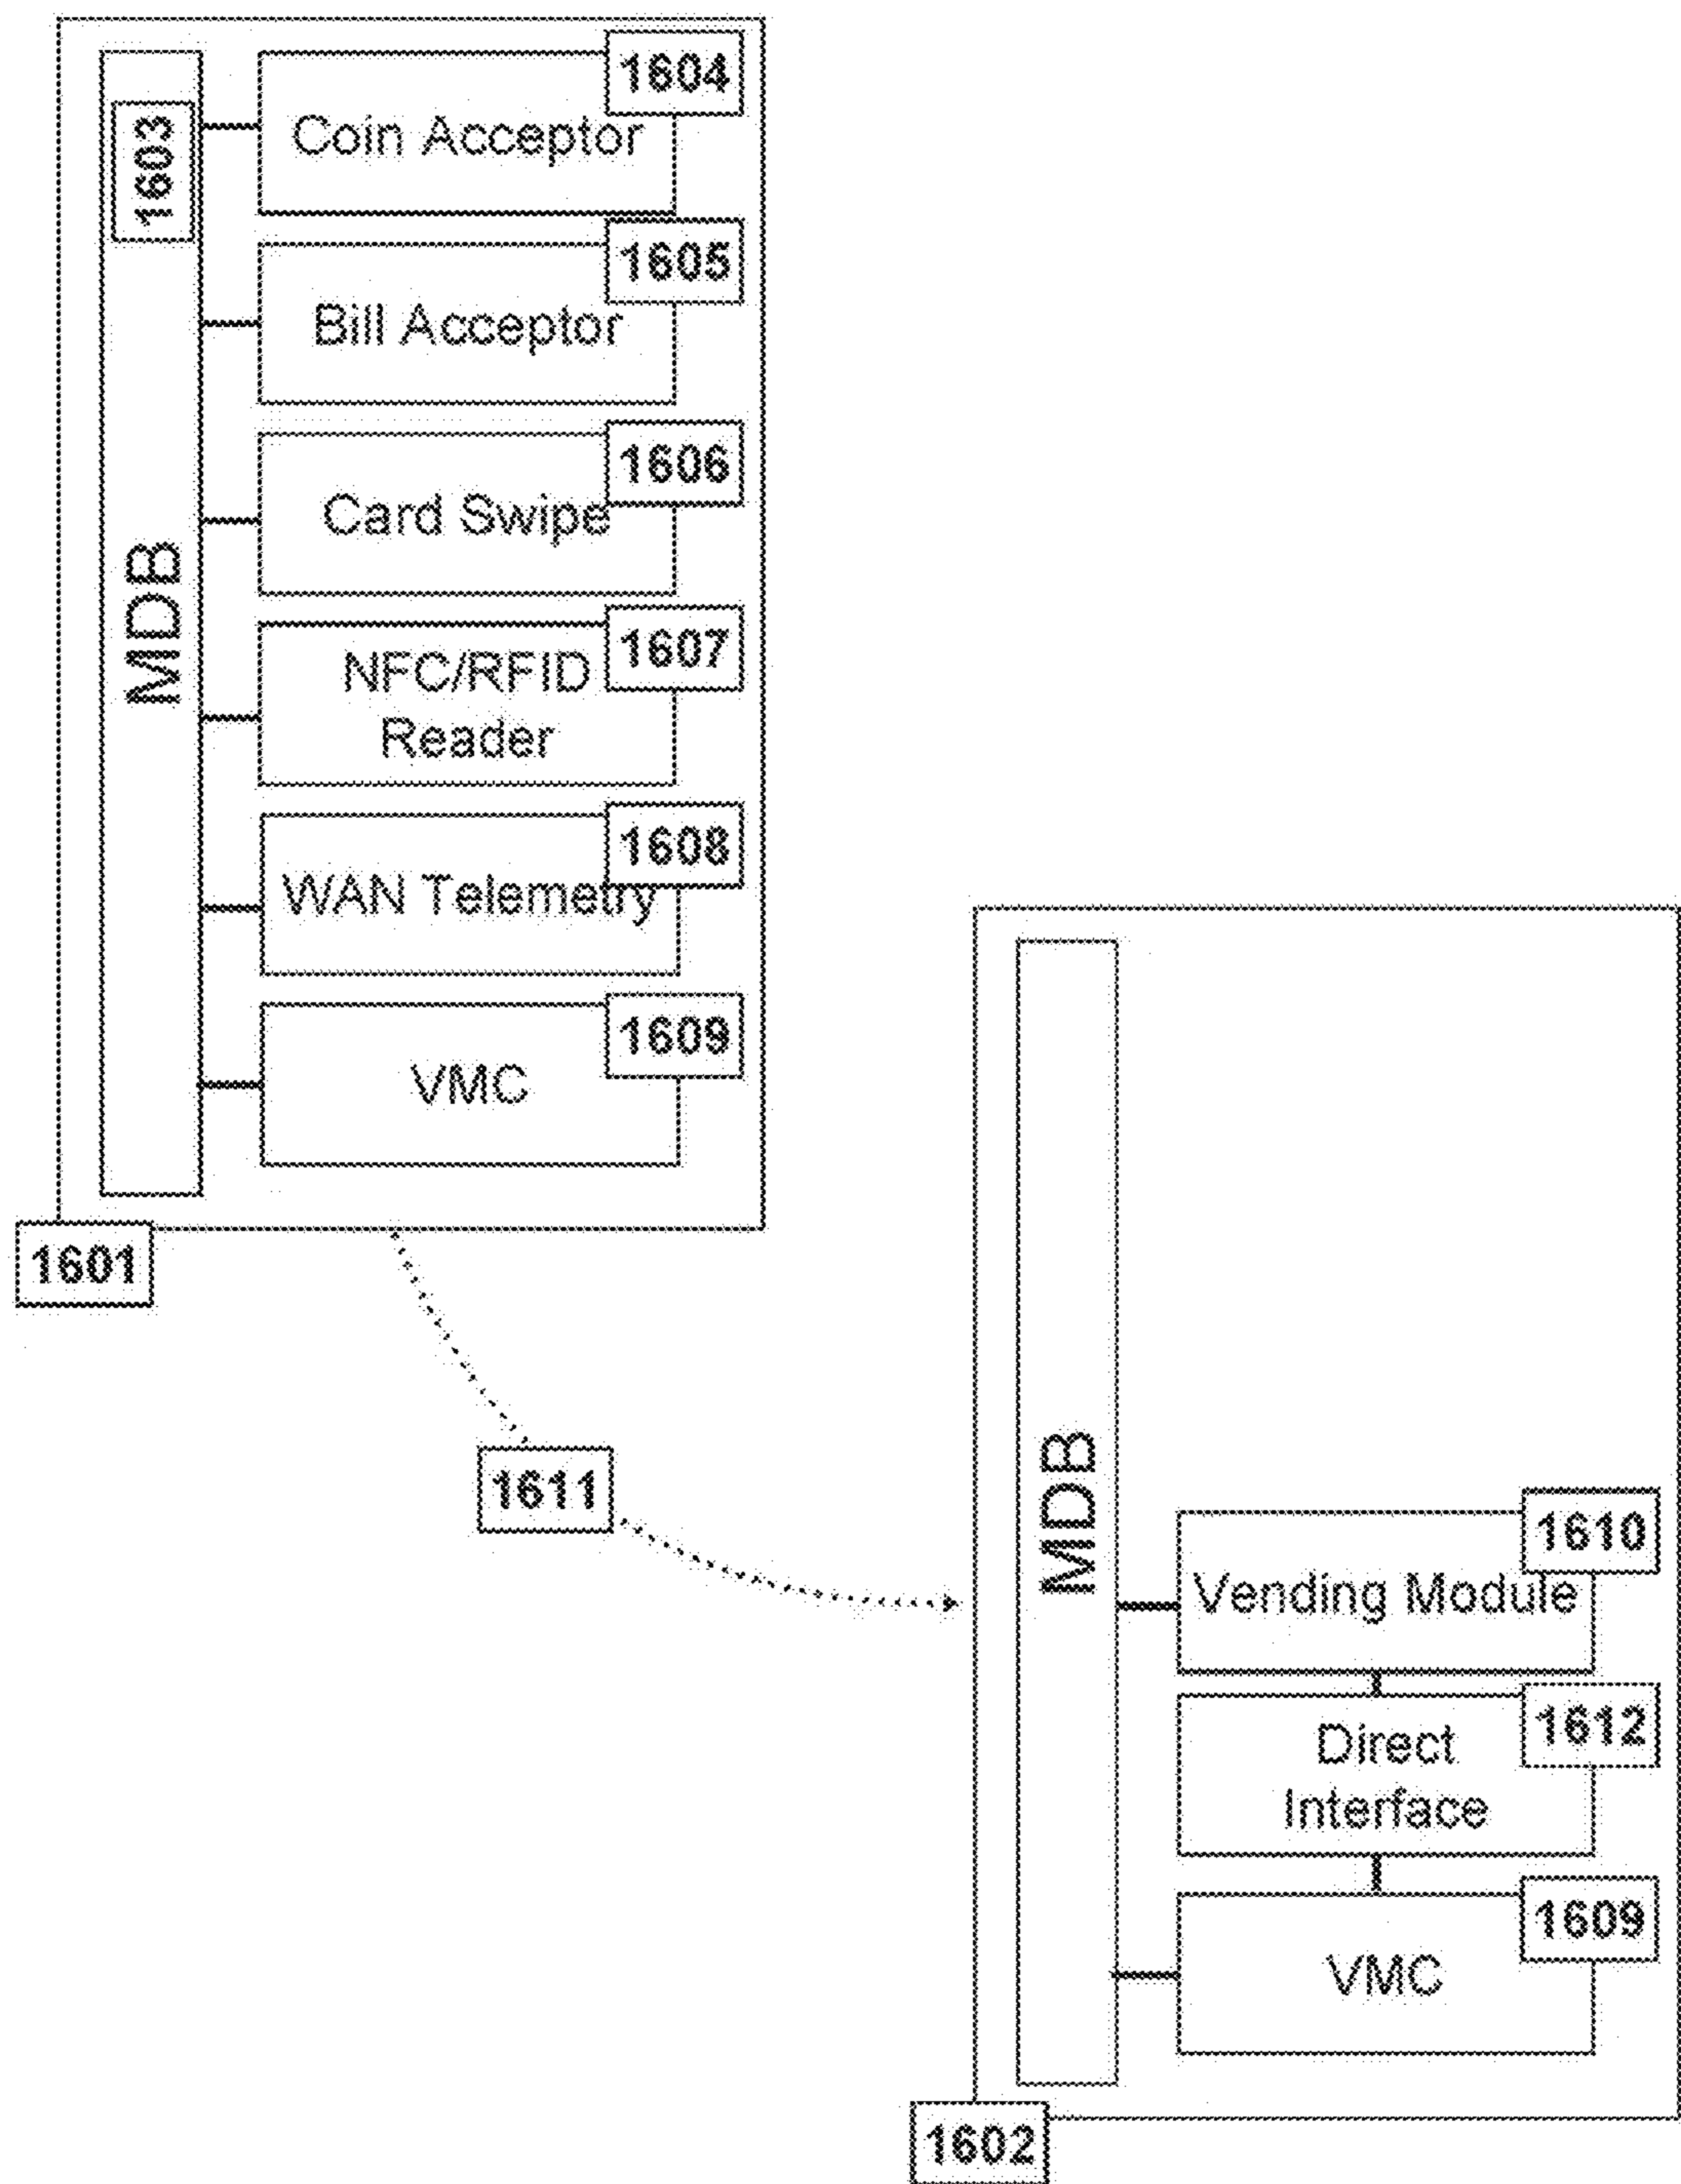 1604
Coin Acceptor
1603
1605
Bill Acceptor
1606
Card Swipe
MDB
1607
NFC/RFID
Reader
1608
WAN Telemetry
1609
VMC
1601
1611
MDB
1610
Vending Module
1612
Direct
Interface
1609
VMC
1602